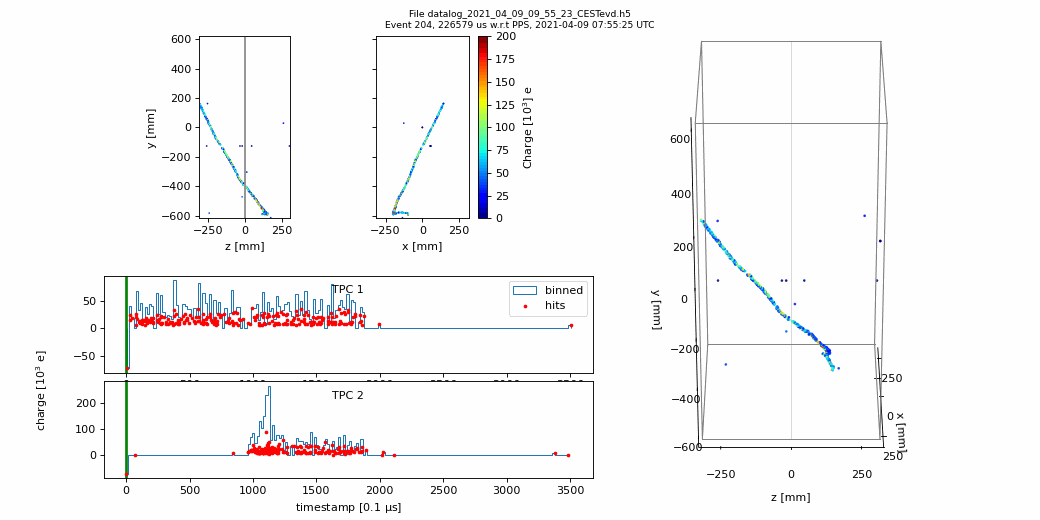 File datalog_2021_04_09_09_55_23_CESTevd.h5
Event 204, 226579 us w.r.t PPS, 2021-04-09 07:55:25 UTC
600
400
200
0
−200
−400
−600
y [mm]
−250 0 250
z [mm]
−250 0 250
x [mm]
200
175
150
125
100
75
50
25
0
Charge [10³] e
600
400
200
0
−200
−400
−600
y [mm]
−250 0 250
z [mm]
−250
0
250
x [mm]
TPC 1
binned
hits
50
0
−50
0 500 1000 1500 2000 2500 3000 3500
TPC 2
200
100
0
charge [10³ e]
0 500 1000 1500 2000 2500 3000 3500
timestamp [0.1 µs]